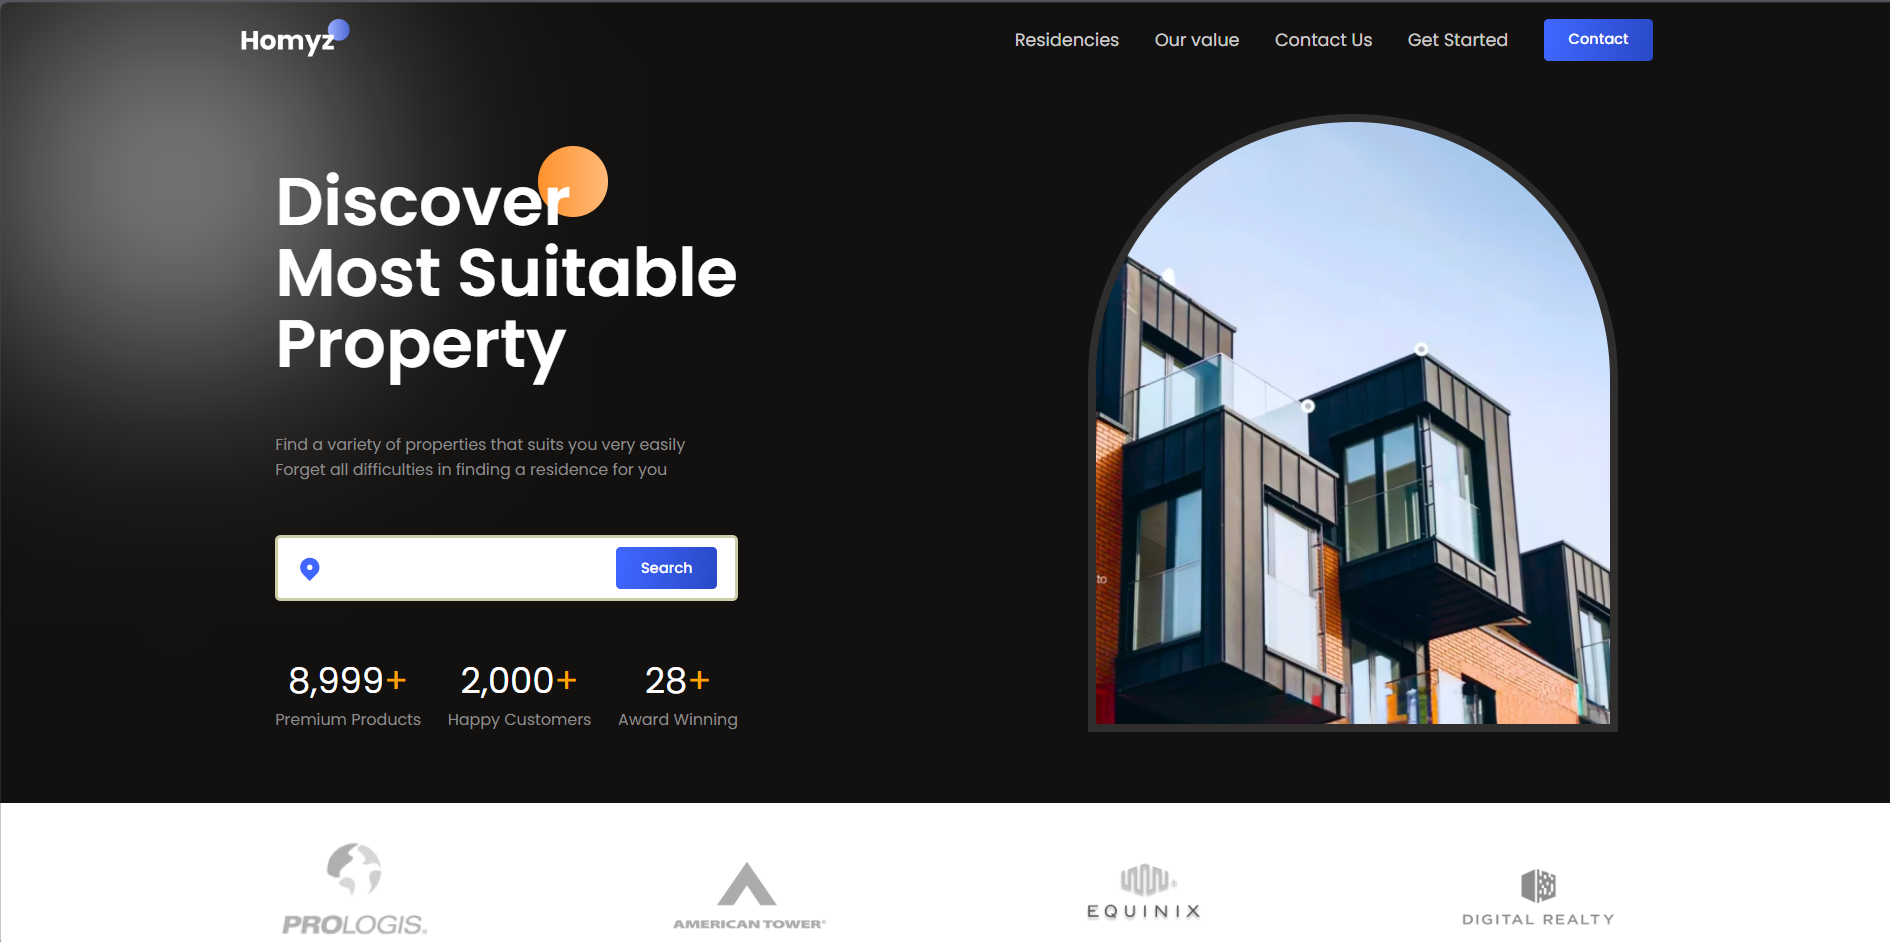 Homyz
Residencies
Our value
Contact Us
Get Started
Contact
Discover
Most Suitable
Property
Find a variety of properties that suits you very easily
Forget all difficulties in finding a residence for you
Search
8,999+
2,000+
28+
Premium Products
Happy Customers
Award Winning
to
PROLOGIS.
AMERICAN TOWER®
EQUINIX
DIGITAL REALTY